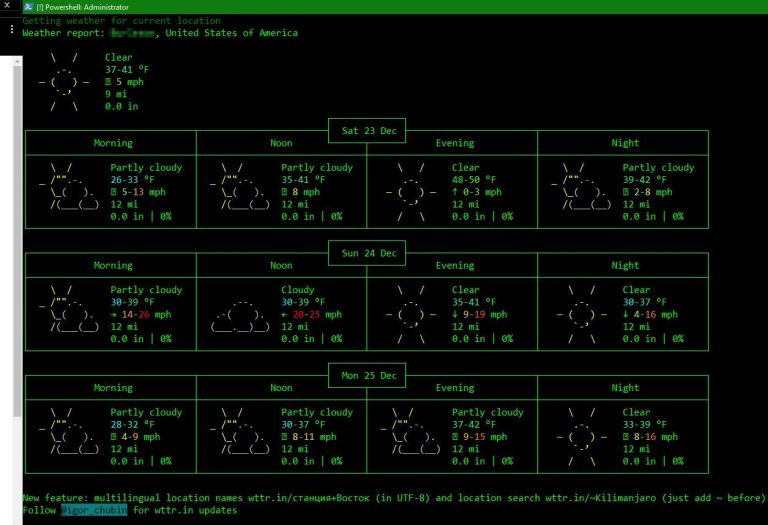 [!] Powershell: Administrator
Getting weather for current location
Weather report: , United States of America
Clear
37-41 °F
5 mph
9 mi
0.0 in
Sat 23 Dec
Morning Noon Evening Night
Partly cloudy Partly cloudy Clear Partly cloudy
26-33 °F 35-41 °F 48-50 °F 39-42 °F
5-13 mph 8 mph ↑ 0-3 mph 2-8 mph
12 mi 12 mi 12 mi 12 mi
0.0 in | 0% 0.0 in | 0% 0.0 in | 0% 0.0 in | 0%
Sun 24 Dec
Morning Noon Evening Night
Partly cloudy Cloudy Clear Clear
30-39 °F 30-39 °F 35-41 °F 30-37 °F
→ 14-26 mph ← 20-25 mph ↓ 9-19 mph ↓ 4-16 mph
12 mi 12 mi 12 mi 12 mi
0.0 in | 0% 0.0 in | 0% 0.0 in | 0% 0.0 in | 0%
Mon 25 Dec
Morning Noon Evening Night
Partly cloudy Partly cloudy Partly cloudy Clear
28-32 °F 30-37 °F 37-42 °F 33-39 °F
4-9 mph 8-11 mph 9-15 mph 8-16 mph
12 mi 12 mi 12 mi 12 mi
0.0 in | 0% 0.0 in | 0% 0.0 in | 0% 0.0 in | 0%
New feature: multilingual location names wttr.in/станция+Восток (in UTF-8) and location search wttr.in/~Kilimanjaro (just add ~ before)
Follow @igor_chubin for wttr.in updates